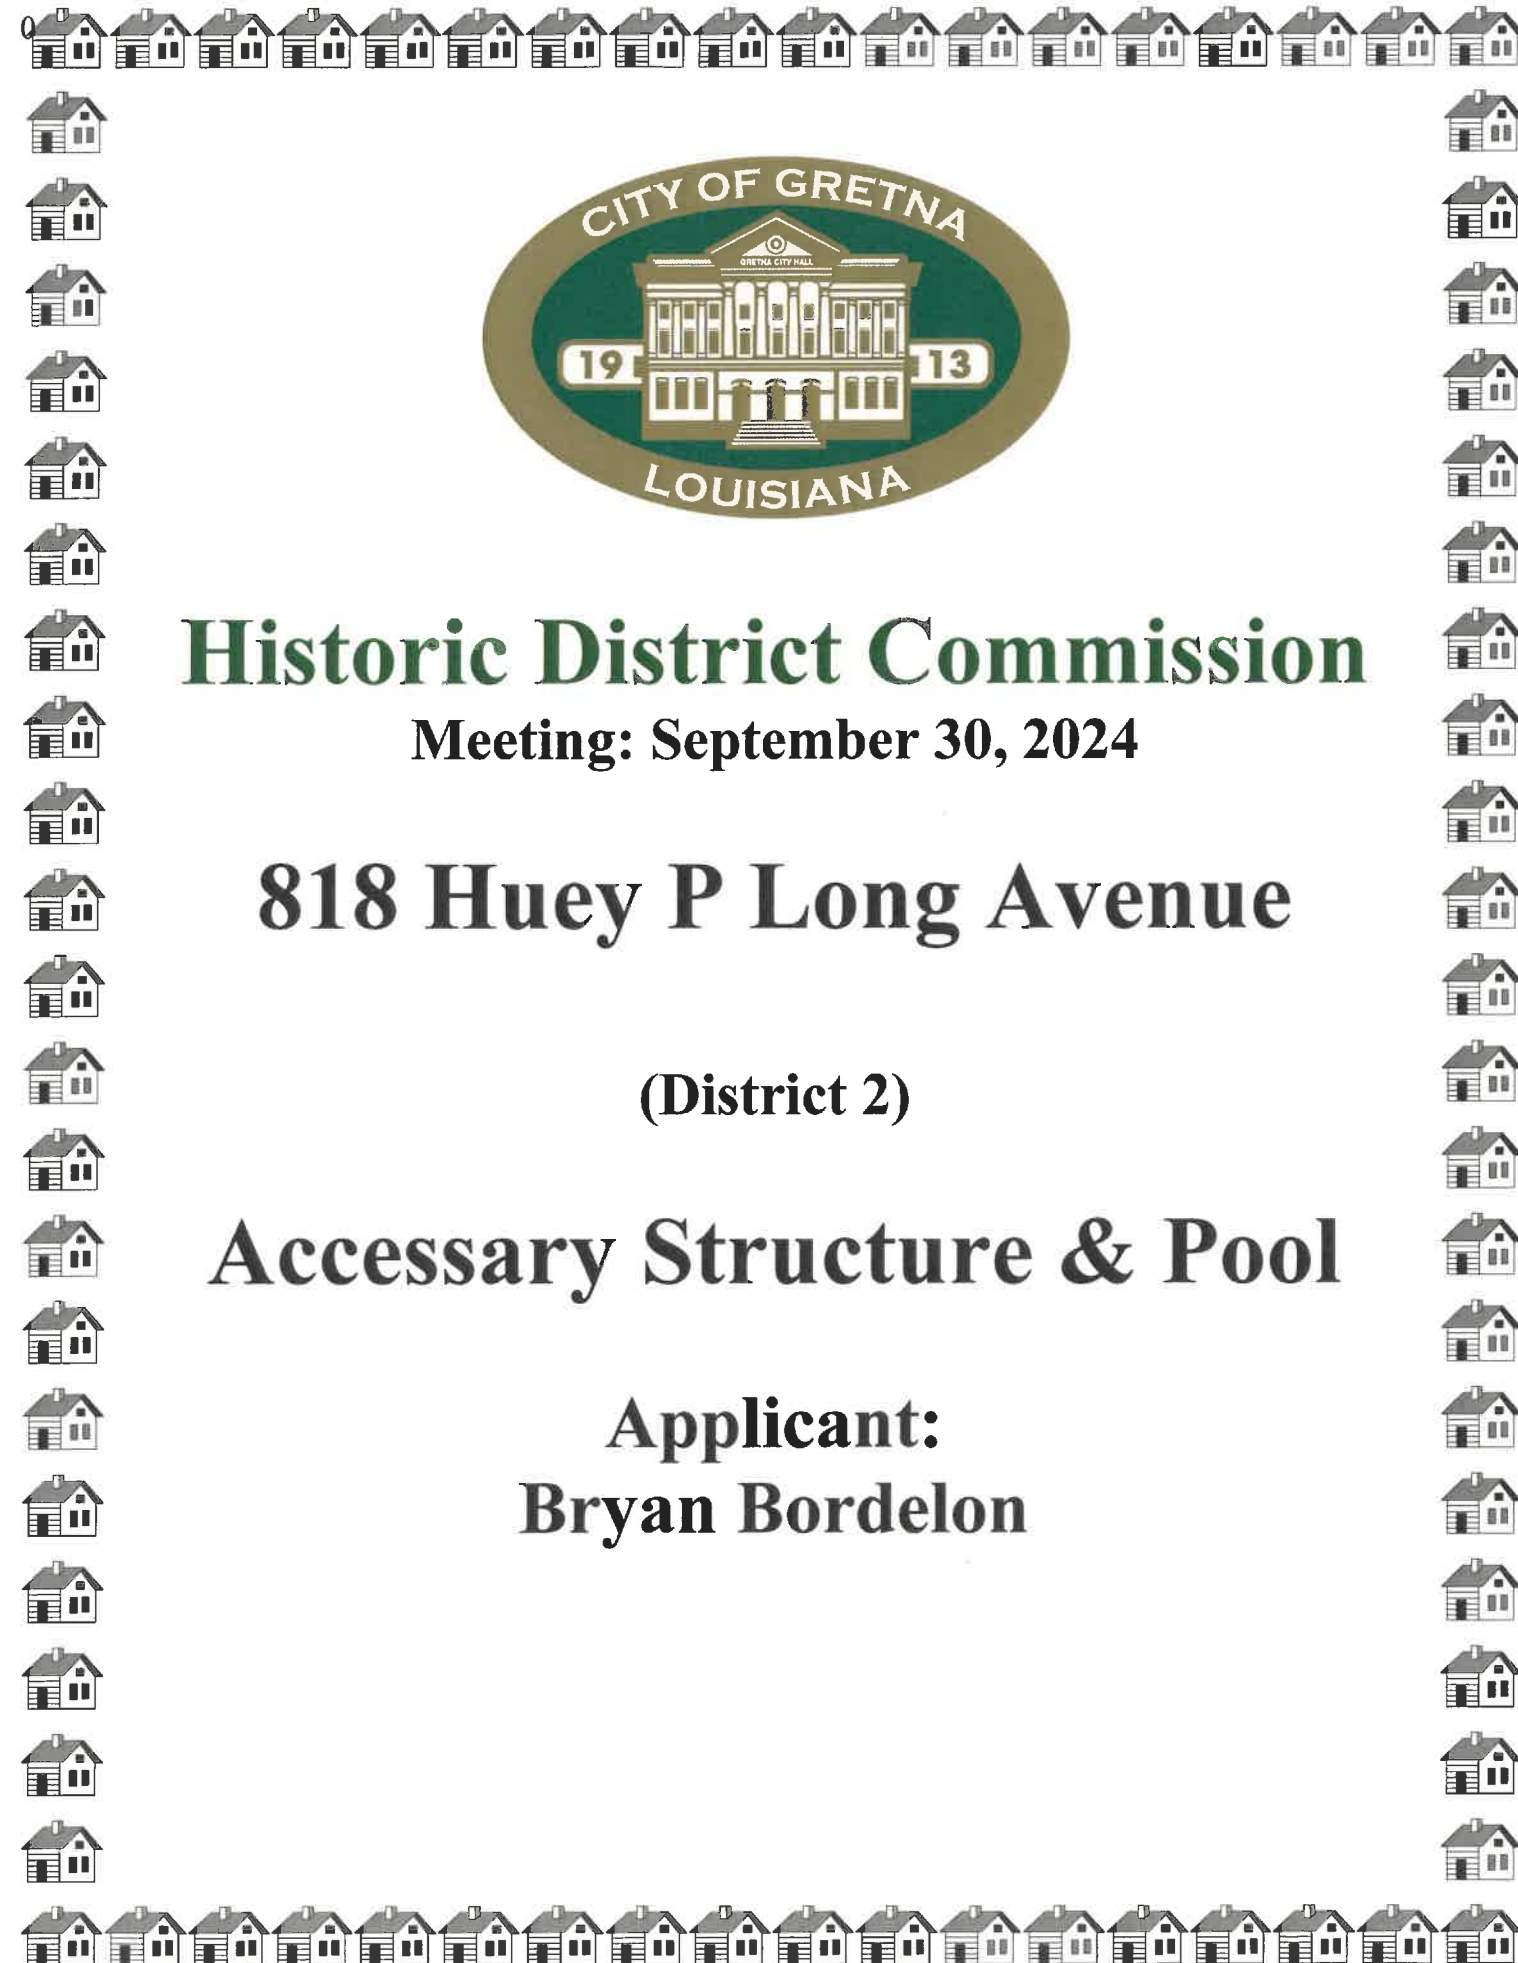 CITY OF GRETNA
GRETNA CITY HALL
19 13
LOUISIANA
Historic District Commission
Meeting: September 30, 2024
818 Huey P Long Avenue
(District 2)
Accessary Structure & Pool
Applicant:
Bryan Bordelon